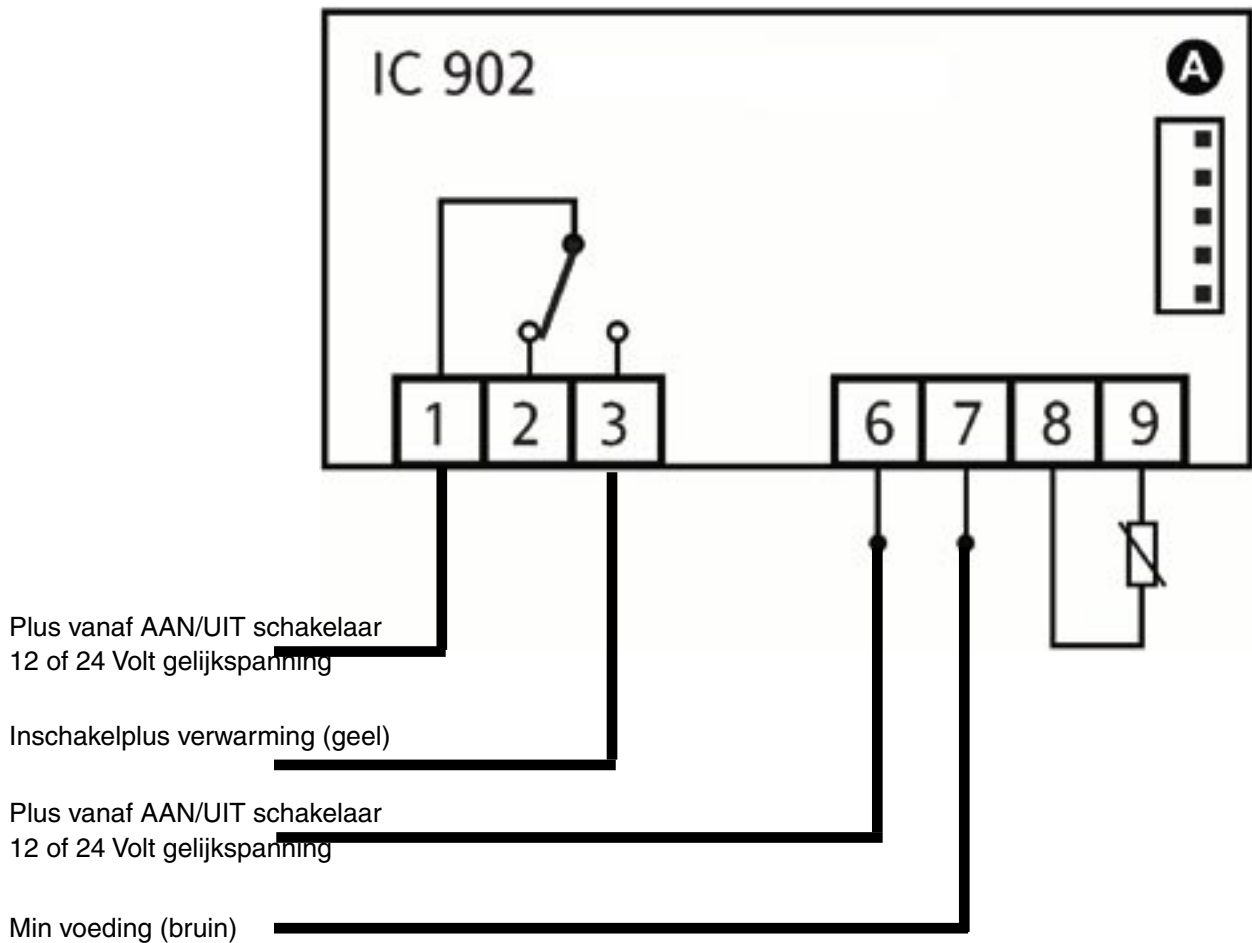 IC 902
A
1 2 3 6 7 8 9
Plus vanaf AAN/UIT schakelaar
12 of 24 Volt gelijkspanning
Inschakelplus verwarming (geel)
Plus vanaf AAN/UIT schakelaar
12 of 24 Volt gelijkspanning
Min voeding (bruin)